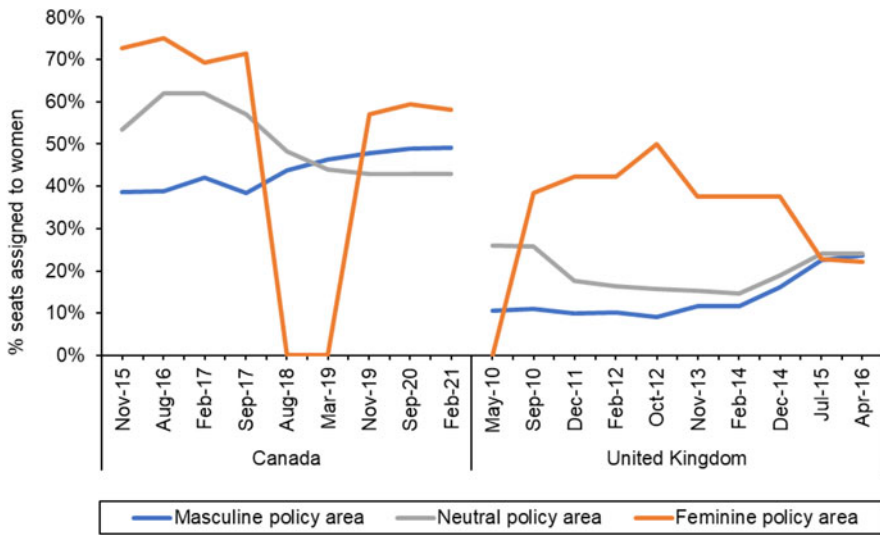 % seats assigned to women
80%
70%
60%
50%
40%
30%
20%
10%
0%
Nov-15
Aug-16
Feb-17
Sep-17
Aug-18
Mar-19
Nov-19
Sep-20
Feb-21
May-10
Sep-10
Dec-11
Feb-12
Oct-12
Nov-13
Feb-14
Dec-14
Jul-15
Apr-16
Canada
United Kingdom
Masculine policy area
Neutral policy area
Feminine policy area